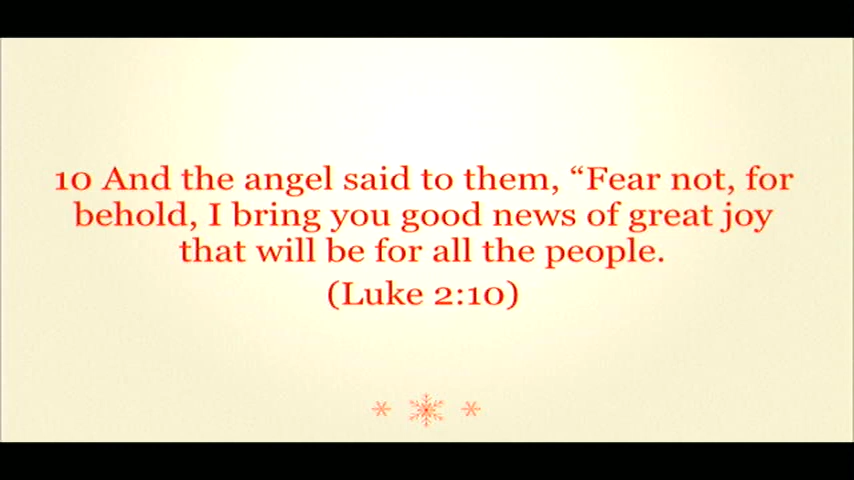 10 And the angel said to them, “Fear not, for
behold, I bring you good news of great joy
that will be for all the people.
(Luke 2:10)